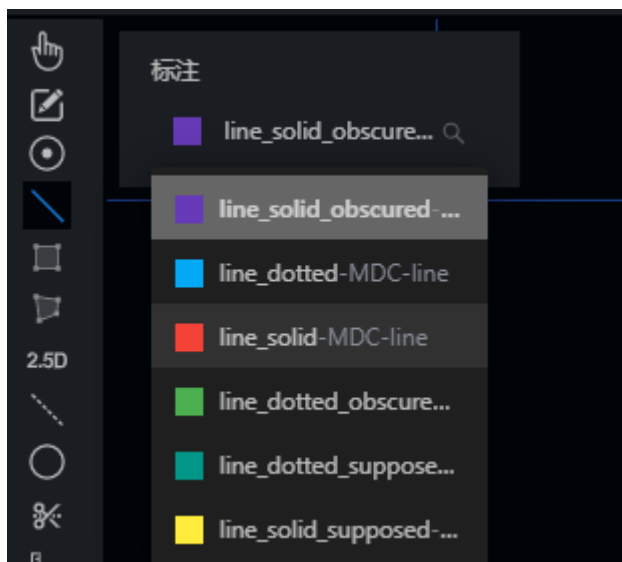 标注
line_solid_obscure...
line_solid_obscured-...
line_dotted-MDC-line
line_solid-MDC-line
2.5D
line_dotted_obscure...
line_dotted_suppose...
line_solid_supposed-...